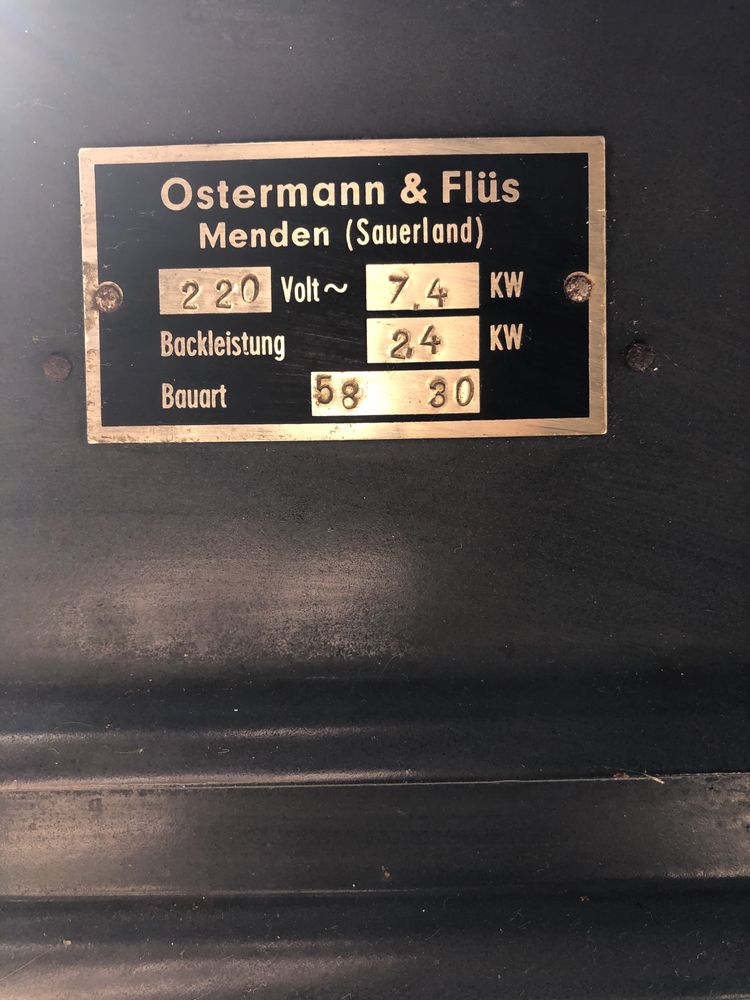 Ostermann & Flüs
Menden (Sauerland)
220 Volt~ 7,4 KW
Backleistung 2,4 KW
Bauart 58 30